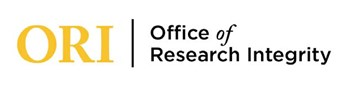 ORI
Office of
Research Integrity